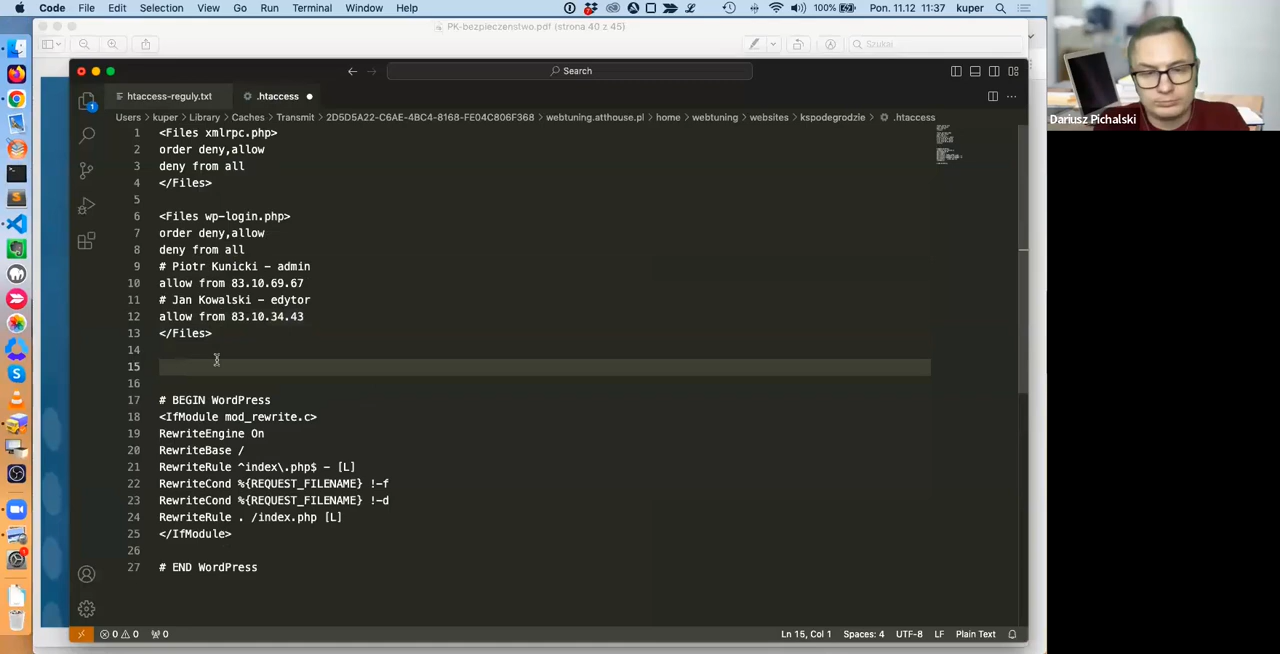 Code File Edit Selection View Go Run Terminal Window Help 100% Pon. 11.12 11:37 kuper
PK-bezpieczeństwo.pdf (strona 40 z 45)
Szukaj
Search
htaccess-reguly.txt .htaccess
Users > kuper > Library > Caches > Transmit > 2D5D5A22-C6AE-4BC4-8168-FE04C806F368 > webtuning.atthouse.pl > home > webtuning > websites > kspodegrodzie > .htaccess
1 <Files xmlrpc.php>
2 order deny,allow
3 deny from all
4 </Files>
5
6 <Files wp-login.php>
7 order deny,allow
8 deny from all
9 # Piotr Kunicki - admin
10 allow from 83.10.69.67
11 # Jan Kowalski - edytor
12 allow from 83.10.34.43
13 </Files>
14
15
16
17 # BEGIN WordPress
18 <IfModule mod_rewrite.c>
19 RewriteEngine On
20 RewriteBase /
21 RewriteRule ^index\.php$ - [L]
22 RewriteCond %{REQUEST_FILENAME} !-f
23 RewriteCond %{REQUEST_FILENAME} !-d
24 RewriteRule . /index.php [L]
25 </IfModule>
26
27 # END WordPress
0 0 0 Ln 15, Col 1 Spaces: 4 UTF-8 LF Plain Text
Dariusz Pichalski